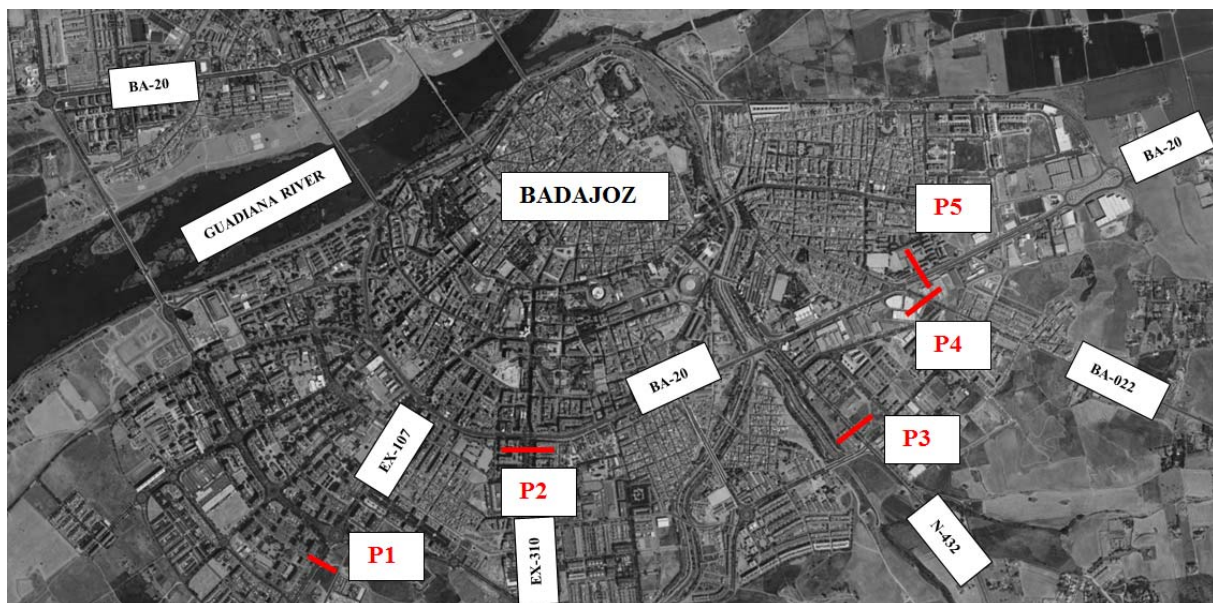 BA-20
GUADIANA RIVER
BADAJOZ
BA-20
P5
P4
BA-20
BA-022
EX-107
P3
P2
N-432
P1
EX-310